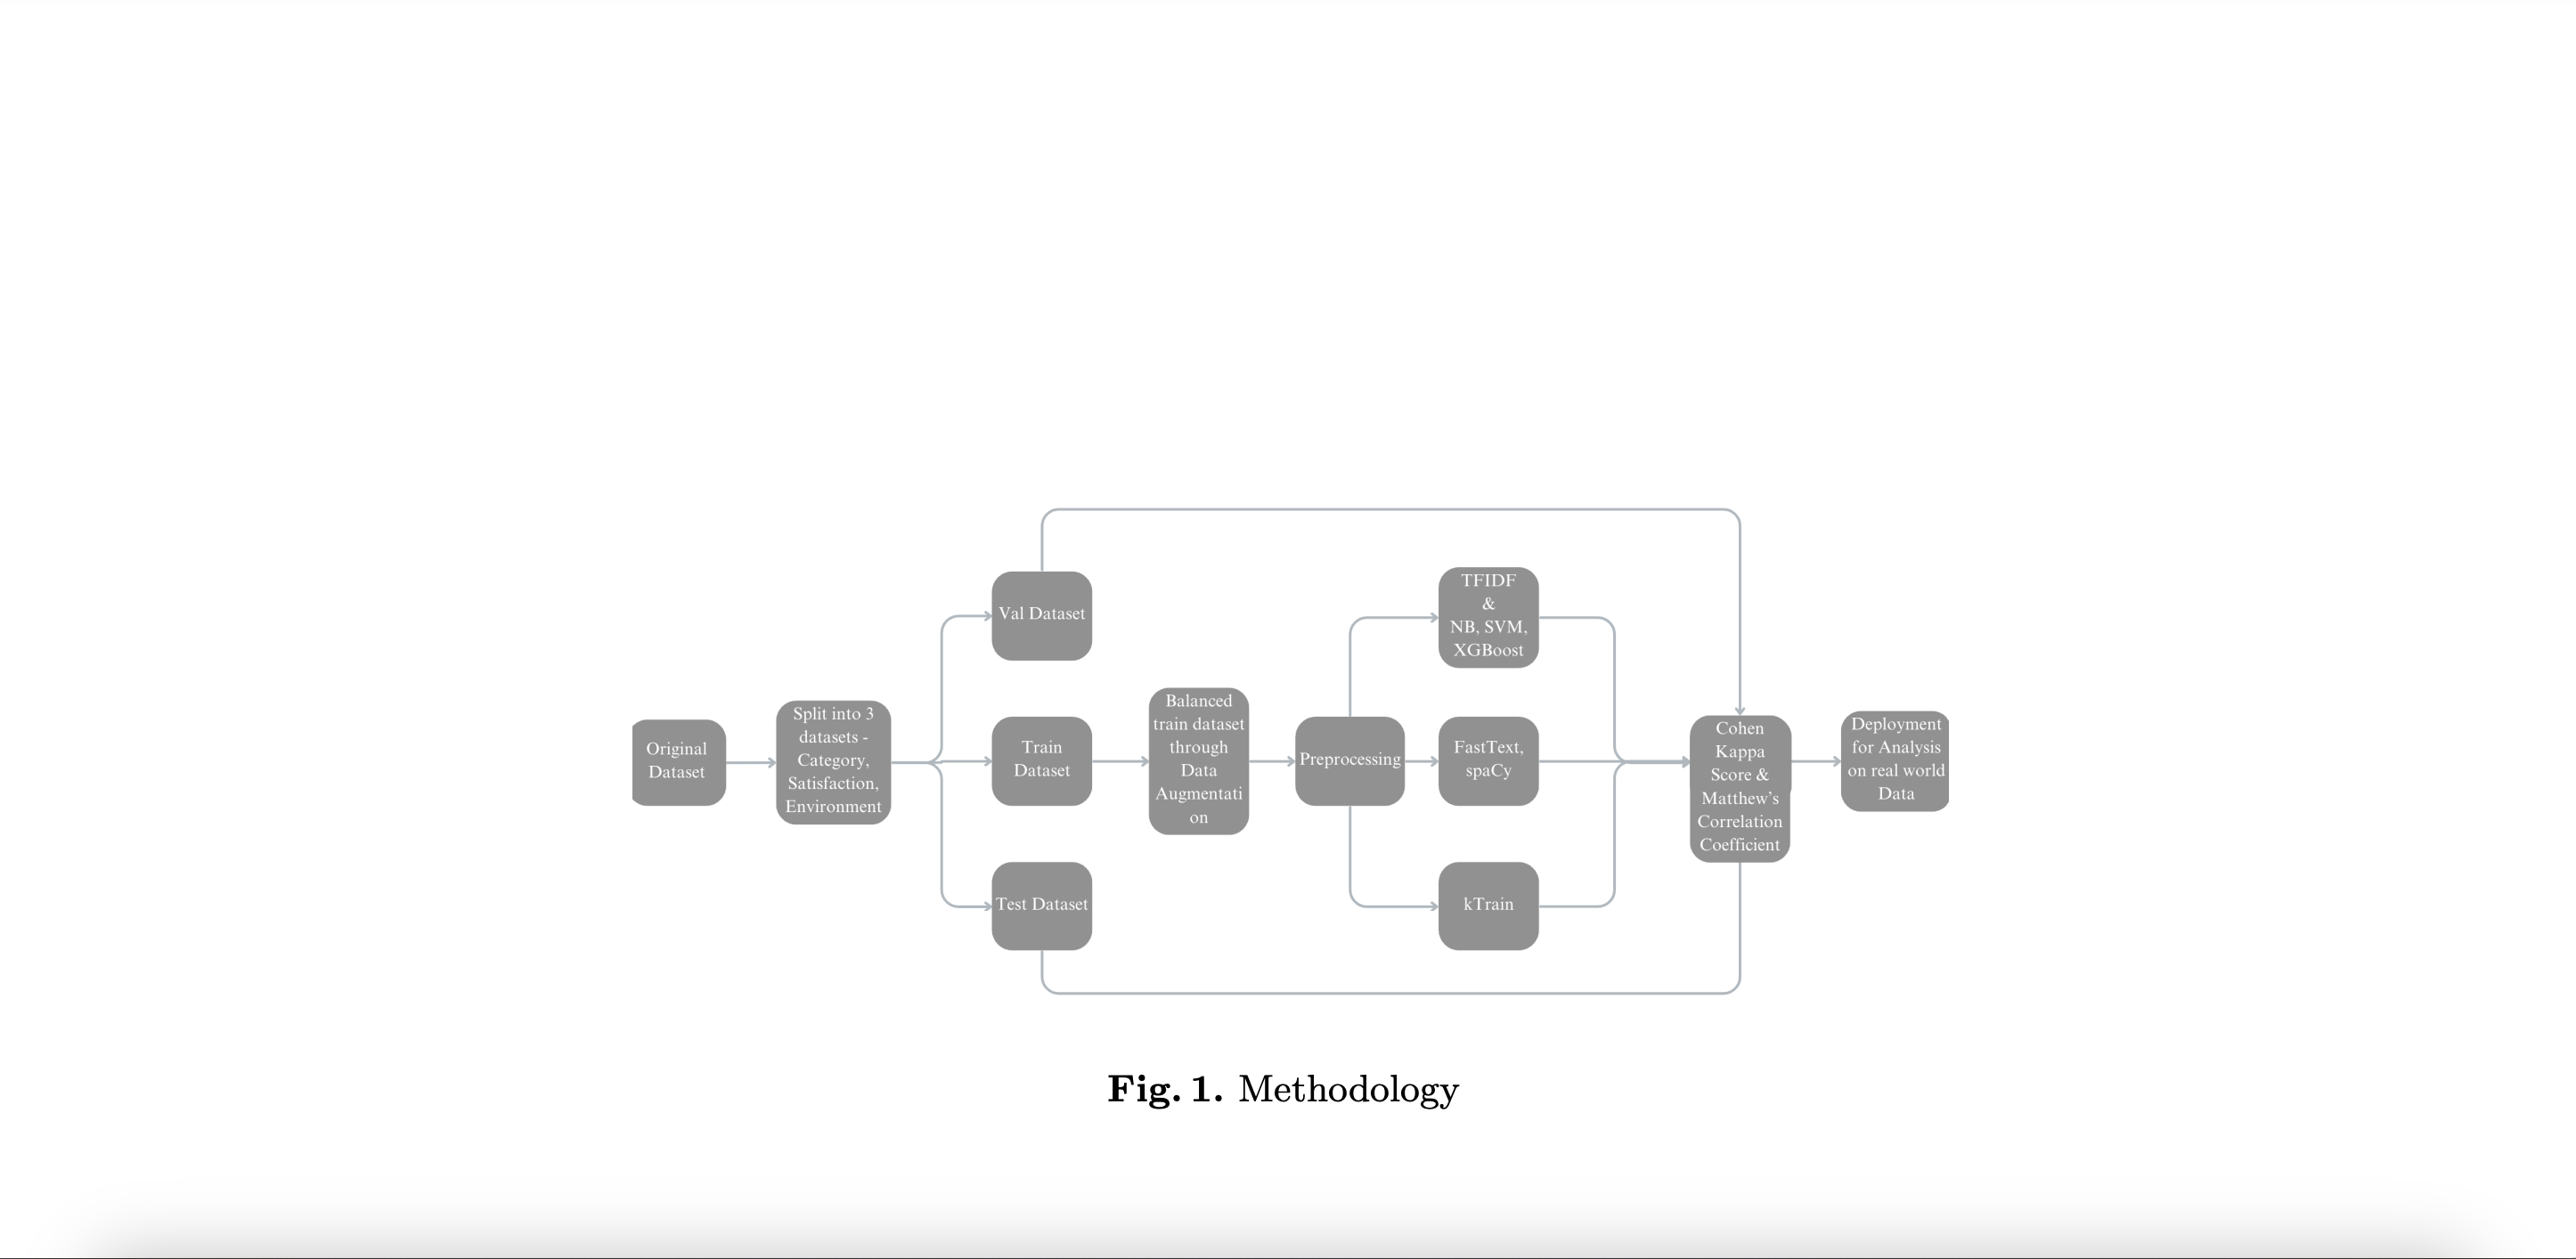 Original
Dataset
Split into 3
datasets -
Category,
Satisfaction,
Environment
Val Dataset
Train
Dataset
Test Dataset
Balanced
train dataset
through
Data
Augmentati
on
Preprocessing
TFIDF
&
NB, SVM,
XGBoost
FastText,
spaCy
kTrain
Cohen
Kappa
Score &
Matthew's
Correlation
Coefficient
Deployment
for Analysis
on real world
Data
Fig. 1. Methodology